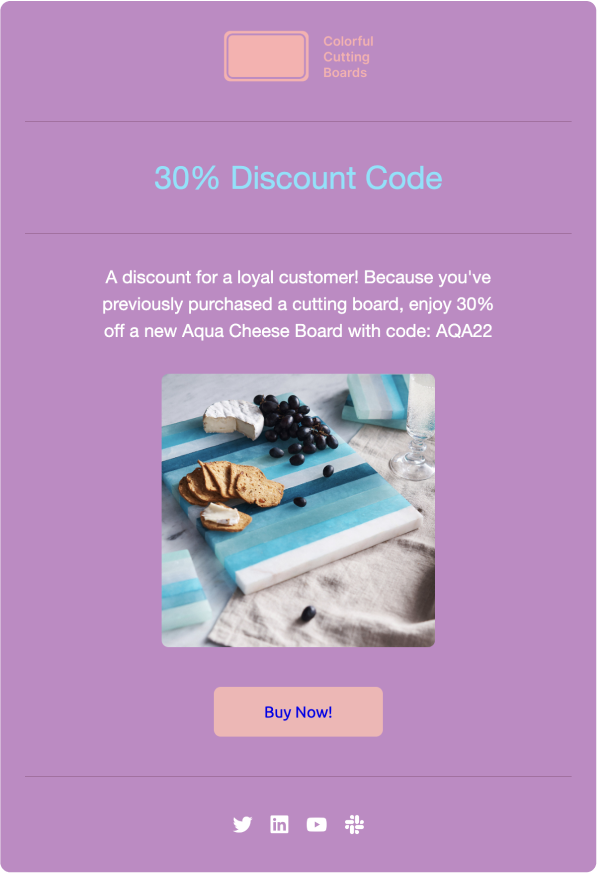 Colorful
Cutting
Boards
30% Discount Code
A discount for a loyal customer! Because you've
previously purchased a cutting board, enjoy 30%
off a new Aqua Cheese Board with code: AQA22
Buy Now!
in